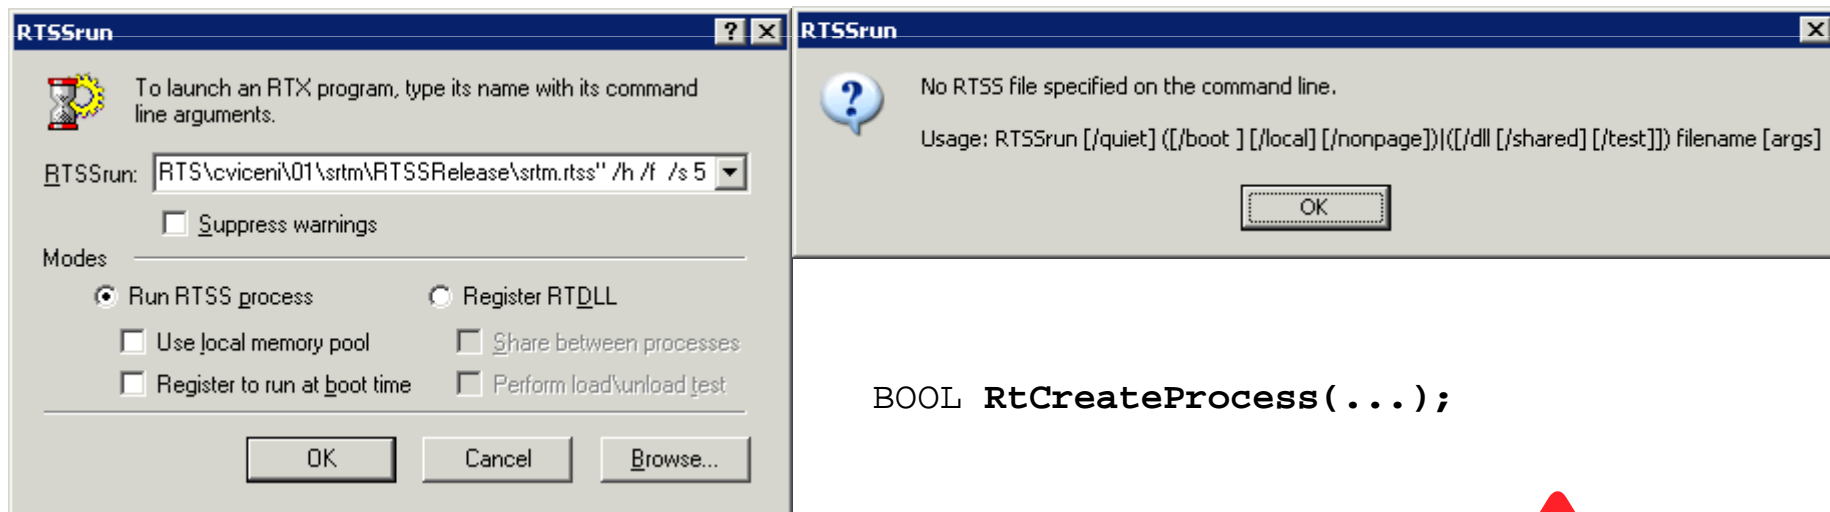 RTSSrun
To launch an RTX program, type its name with its command
line arguments.
RTSSrun: RTS\cviceni\01\srtm\RTSSRelease\srtm.rtss" /h /f  /s 5
Suppress warnings
Modes
Run RTSS process Register RTDLL
Use local memory pool Share between processes
Register to run at boot time Perform load\unload test
OK Cancel Browse...
RTSSrun
No RTSS file specified on the command line.
Usage: RTSSrun [/quiet] ([/boot ] [/local] [/nonpage])|([/dll [/shared] [/test]]) filename [args]
OK
BOOL RtCreateProcess(...);